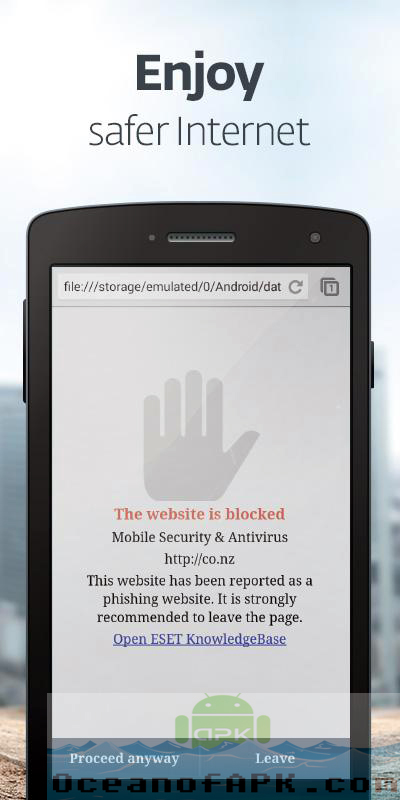 Enjoy
safer Internet
file:///storage/emulated/0/Android/dat
1
The website is blocked
Mobile Security & Antivirus
http://co.nz
This website has been reported as a
phishing website. It is strongly
recommended to leave the page.
Open ESET KnowledgeBase
APK
Proceed anyway
Leave
OceanofAPK.com